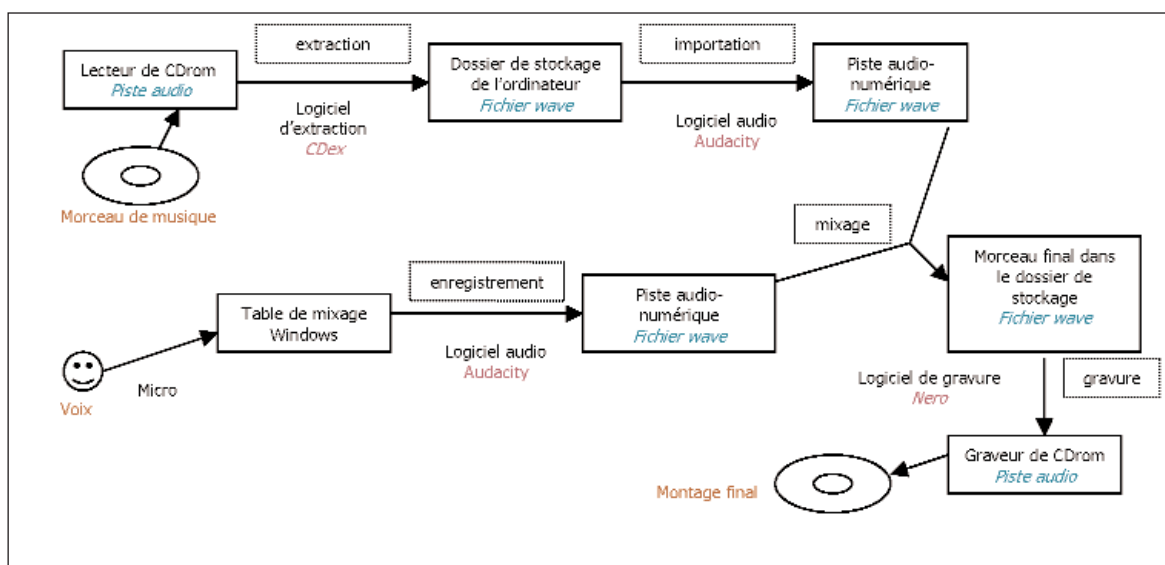 extraction
importation
Lecteur de CDrom
Piste audio
Dossier de stockage
de l'ordinateur
Fichier wave
Piste audio-
numérique
Fichier wave
Logiciel
d'extraction
CDex
Logiciel audio
Audacity
Morceau de musique
mixage
Morceau final dans
le dossier de
stockage
Fichier wave
enregistrement
Table de mixage
Windows
Piste audio-
numérique
Fichier wave
Logiciel audio
Audacity
Micro
Voix
Logiciel de gravure
Nero
gravure
Graveur de CDrom
Piste audio
Montage final